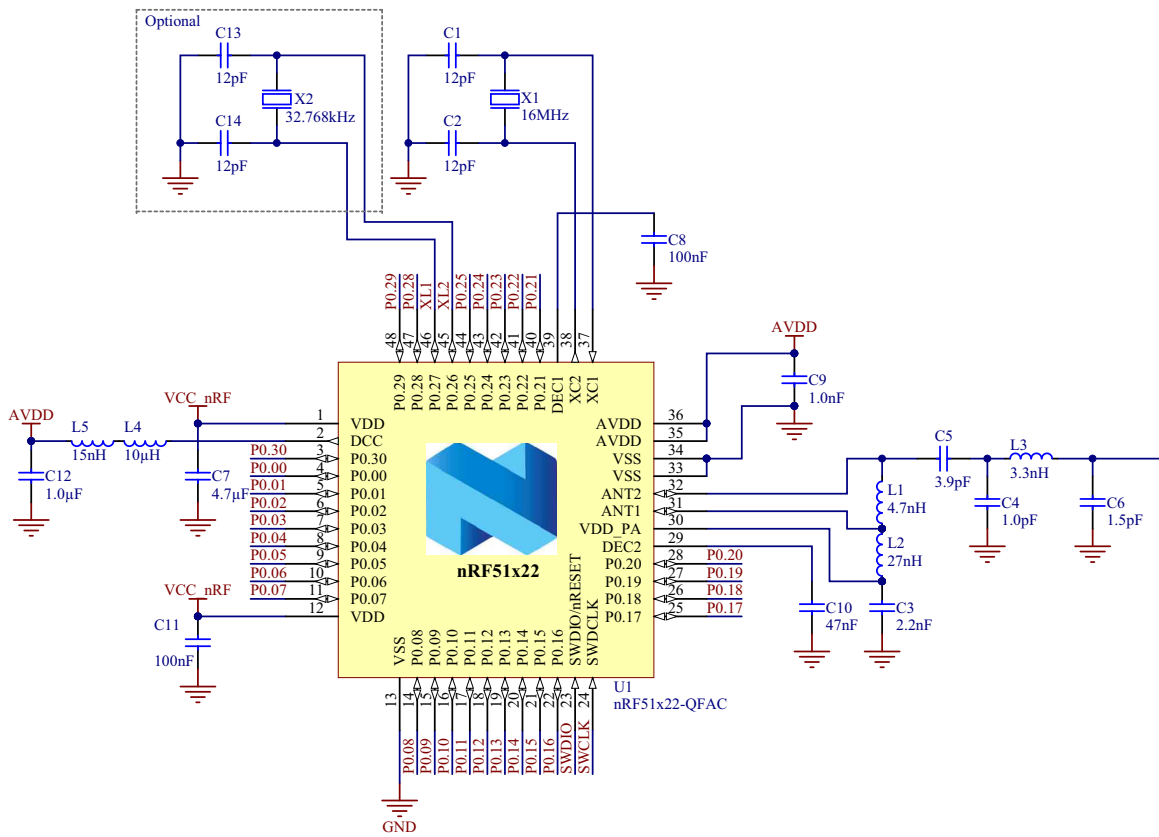 Optional
C13
12pF
X2
32.768kHz
C14
12pF
C1
12pF
X1
16MHz
C2
12pF
C8
100nF
P0.29
P0.28
XL1
XL2
P0.25
P0.24
P0.23
P0.22
P0.21
48
47
46
45
44
43
42
41
40
39
38
37
P0.29
P0.28
P0.27
P0.26
P0.25
P0.24
P0.23
P0.22
P0.21
DEC1
XC2
XC1
AVDD
C9
1.0nF
AVDD
L5
15nH
L4
10µH
C12
1.0µF
VCC_nRF
C7
4.7µF
VCC_nRF
C11
100nF
1 VDD
2 DCC
P0.30 3 P0.30
P0.00 4 P0.00
P0.01 5 P0.01
P0.02 6 P0.02
P0.03 7 P0.03
P0.04 8 P0.04
P0.05 9 P0.05
P0.06 10 P0.06
P0.07 11 P0.07
12 VDD
nRF51x22
AVDD 36
AVDD 35
VSS 34
VSS 33
ANT2 32
ANT1 31
VDD_PA 30
DEC2 29
P0.20 28 P0.20
P0.19 27 P0.19
P0.18 26 P0.18
P0.17 25 P0.17
C5
3.9pF
L3
3.3nH
L1
4.7nH
C4
1.0pF
C6
1.5pF
L2
27nH
C10
47nF
C3
2.2nF
VSS
P0.08
P0.09
P0.10
P0.11
P0.12
P0.13
P0.14
P0.15
P0.16
SWDIO/nRESET
SWDCLK
U1
nRF51x22-QFAC
13
14
15
16
17
18
19
20
21
22
23
24
P0.08
P0.09
P0.10
P0.11
P0.12
P0.13
P0.14
P0.15
P0.16
SWDIO
SWCLK
GND